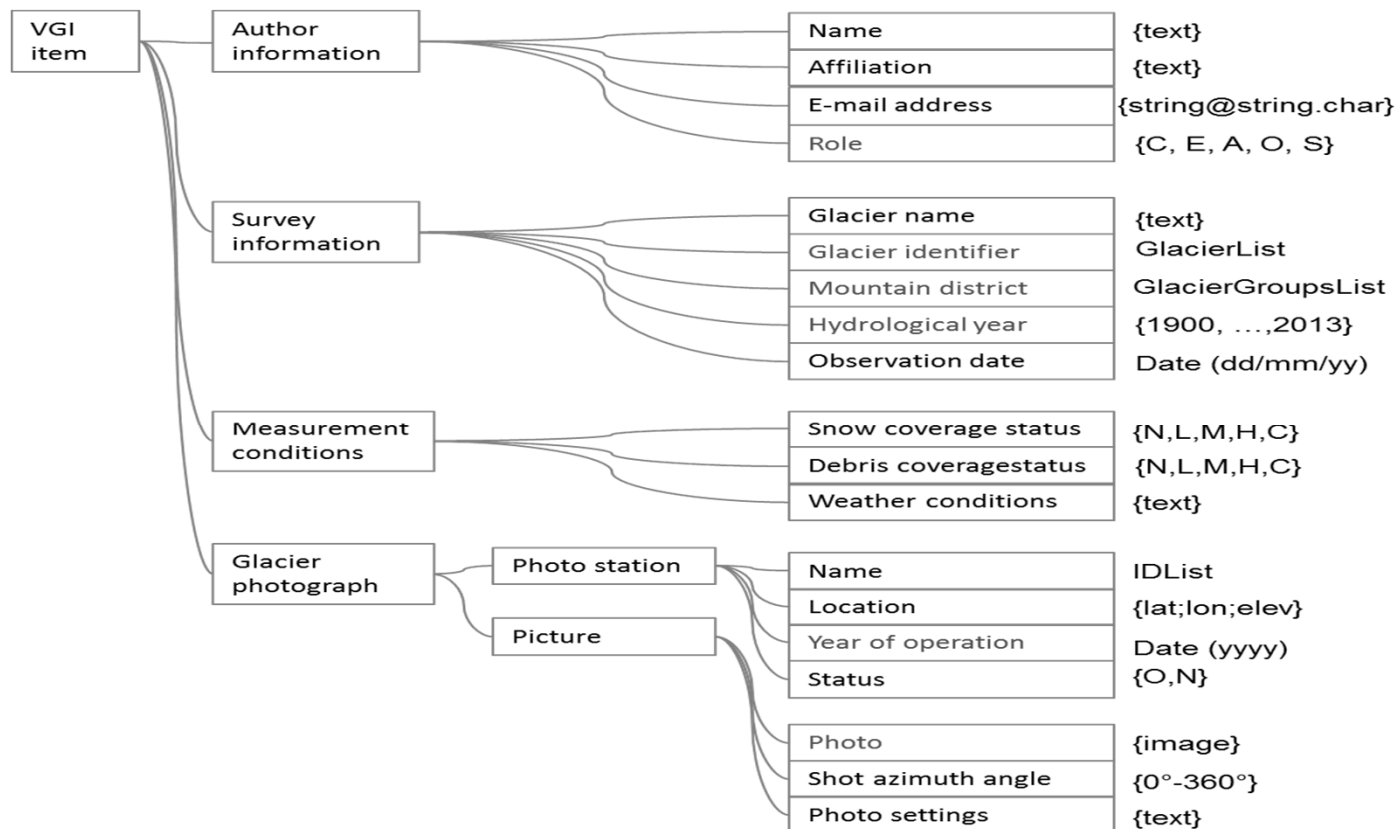 VGI
item
Author
information
Name {text}
Affiliation {text}
E-mail address {string@string.char}
Role {C, E, A, O, S}
Survey
information
Glacier name {text}
Glacier identifier GlacierList
Mountain district GlacierGroupsList
Hydrological year {1900, ...,2013}
Observation date Date (dd/mm/yy)
Measurement
conditions
Snow coverage status {N,L,M,H,C}
Debris coveragestatus {N,L,M,H,C}
Weather conditions {text}
Glacier
photograph
Photo station
Name IDList
Location {lat;lon;elev}
Year of operation Date (yyyy)
Status {O,N}
Picture
Photo {image}
Shot azimuth angle {0°-360°}
Photo settings {text}